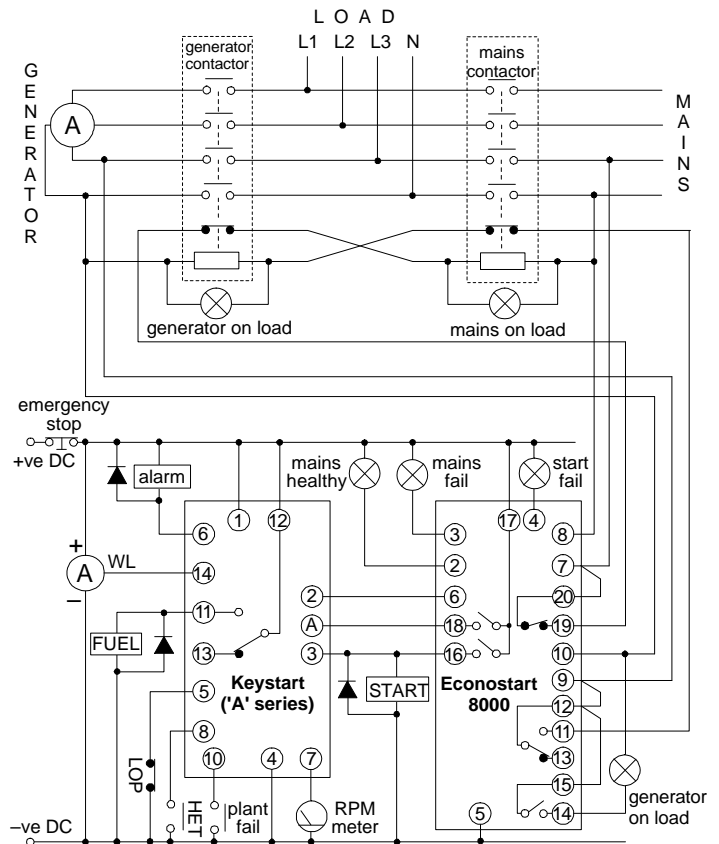 L O A D
L1 L2 L3 N
generator
contactor
mains
contactor
GENERATOR
A
MAINS
generator on load
mains on load
emergency
stop
+ve DC
alarm
mains
healthy
mains
fail
start
fail
1
12
17
4
6
3
8
+
A
–
WL
14
2
7
11
2
6
20
FUEL
A
18
19
13
3
16
10
Keystart
('A' series)
START
Econostart
8000
9
5
12
8
11
10
4
7
13
LOP
15
HET
plant
fail
RPM
meter
5
14
generator
on load
–ve DC